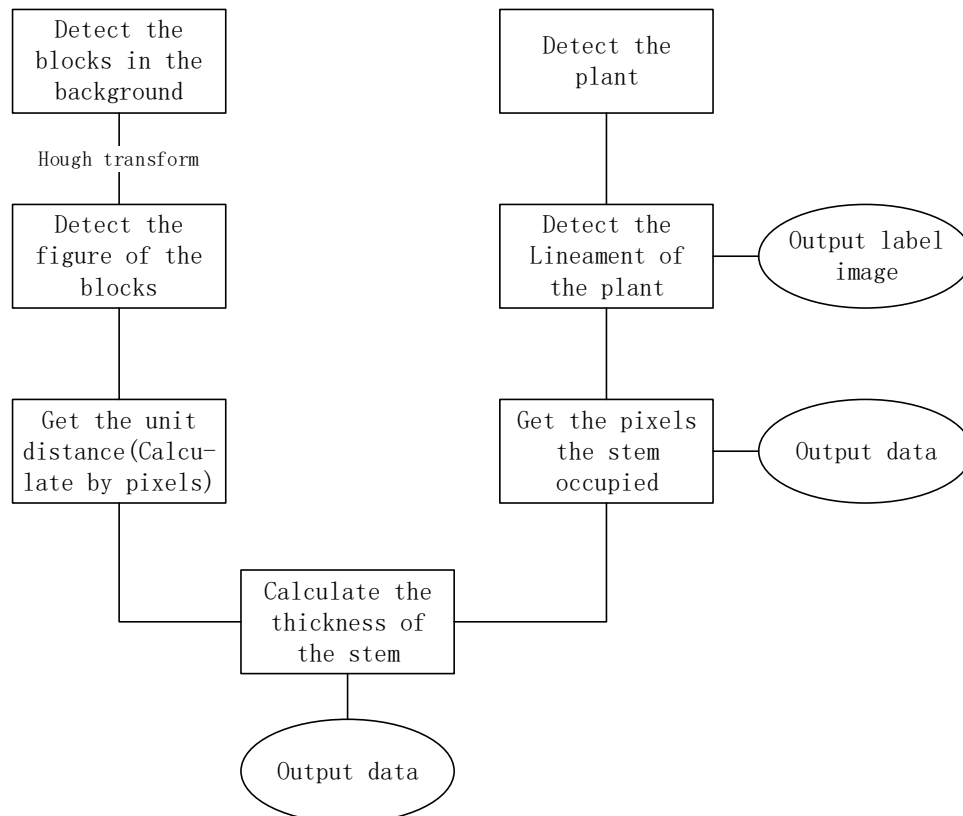 Detect the
blocks in the
background
Detect the
plant
Hough transform
Detect the
figure of the
blocks
Detect the
Lineament of
the plant
Output label
image
Get the unit
distance(Calcu-
late by pixels)
Get the pixels
the stem
occupied
Output data
Calculate the
thickness of
the stem
Output data